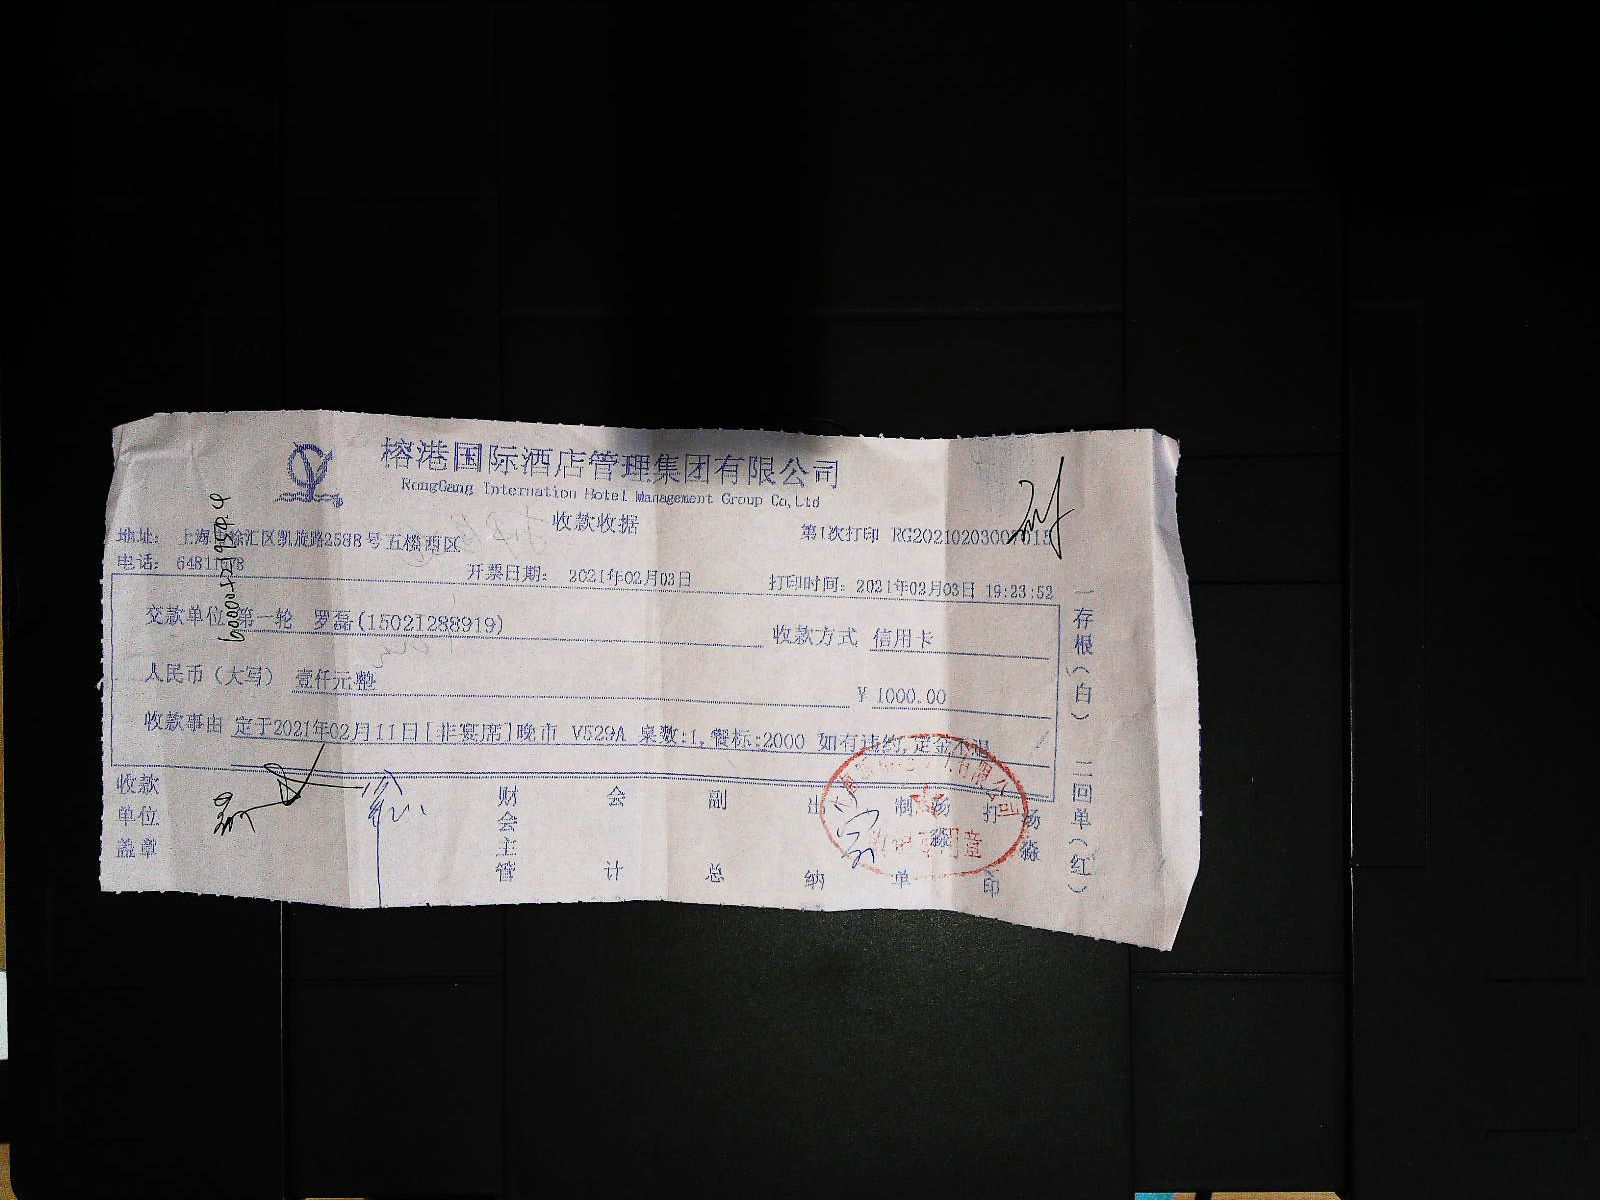 榕港国际酒店管理集团有限公司
RongGang Internation Hotel Management Group Co,Ltd
收款收据
地址： 上海 徐汇区凯旋路2588号五楼西区
第1次打印 RG20210203007015
电话： 6481
开票日期： 2021年02月03日
打印时间：2021年02月03日 19:23:52
交款单位 第一轮 罗磊(15021288919)
收款方式 信用卡
人民币（大写） 壹仟元整
￥1000.00
收款事由 定于2021年02月11日[非宴席]晚市 V529A 桌数:1,餐标:2000 如有违约,定金不退
收款单位盖章
财会主管
会计
副总
出纳
制单 汤淼
打印 汤淼
一存根（白） 二回单（红）